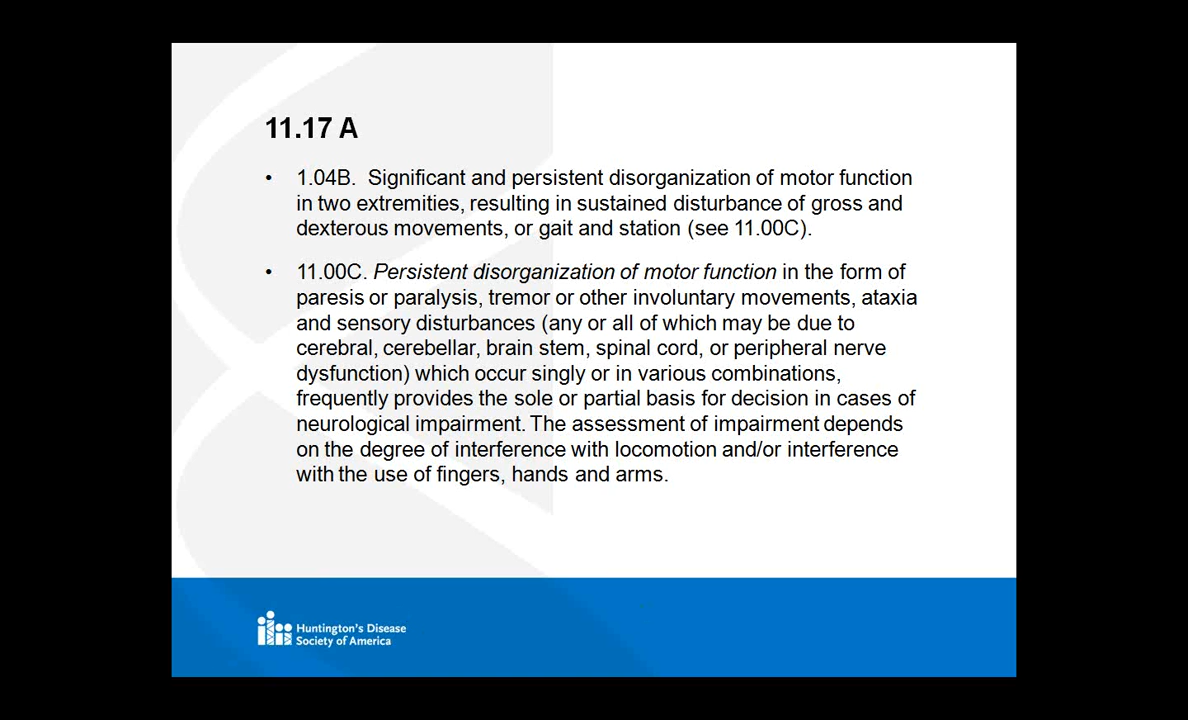 11.17 A
• 1.04B. Significant and persistent disorganization of motor function
in two extremities, resulting in sustained disturbance of gross and
dexterous movements, or gait and station (see 11.00C).
• 11.00C. Persistent disorganization of motor function in the form of
paresis or paralysis, tremor or other involuntary movements, ataxia
and sensory disturbances (any or all of which may be due to
cerebral, cerebellar, brain stem, spinal cord, or peripheral nerve
dysfunction) which occur singly or in various combinations,
frequently provides the sole or partial basis for decision in cases of
neurological impairment. The assessment of impairment depends
on the degree of interference with locomotion and/or interference
with the use of fingers, hands and arms.
Huntington's Disease
Society of America